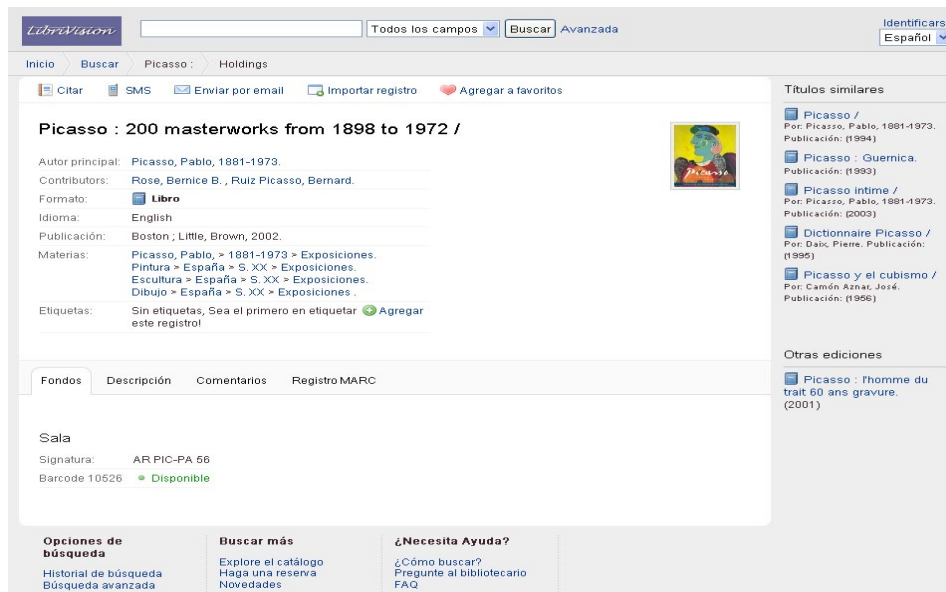 LibriVision
Todos los campos Buscar Avanzada
Identificars
Español
Inicio Buscar Picasso : Holdings
Citar SMS Enviar por email Importar registro Agregar a favoritos
Picasso : 200 masterworks from 1898 to 1972 /
Picasso
Autor principal: Picasso, Pablo, 1881-1973.
Contributors: Rose, Bernice B. , Ruiz Picasso, Bernard.
Formato: Libro
Idioma: English
Publicación: Boston ; Little, Brown, 2002.
Materias: Picasso, Pablo, > 1881-1973 > Exposiciones.
Pintura > España > S. XX > Exposiciones.
Escultura > España > S. XX > Exposiciones.
Dibujo > España > S. XX > Exposiciones .
Etiquetas: Sin etiquetas, Sea el primero en etiquetar Agregar
este registro!
Fondos Descripción Comentarios Registro MARC
Sala
Signatura: AR PIC-PA 56
Barcode 10526 Disponible
Títulos similares
Picasso /
Por: Picasso, Pablo, 1881-1973.
Publicación: (1994)
Picasso : Guernica.
Publicación: (1993)
Picasso intime /
Por: Picasso, Pablo, 1881-1973.
Publicación: (2003)
Dictionnaire Picasso /
Por: Daix, Pierre. Publicación:
(1995)
Picasso y el cubismo /
Por: Camón Aznar, José.
Publicación: (1956)
Otras ediciones
Picasso : l'homme du
trait 60 ans gravure.
(2001)
Opciones de
búsqueda
Historial de búsqueda
Búsqueda avanzada
Buscar más
Explore el catálogo
Haga una reserva
Novedades
¿Necesita Ayuda?
¿Cómo buscar?
Pregunte al bibliotecario
FAQ